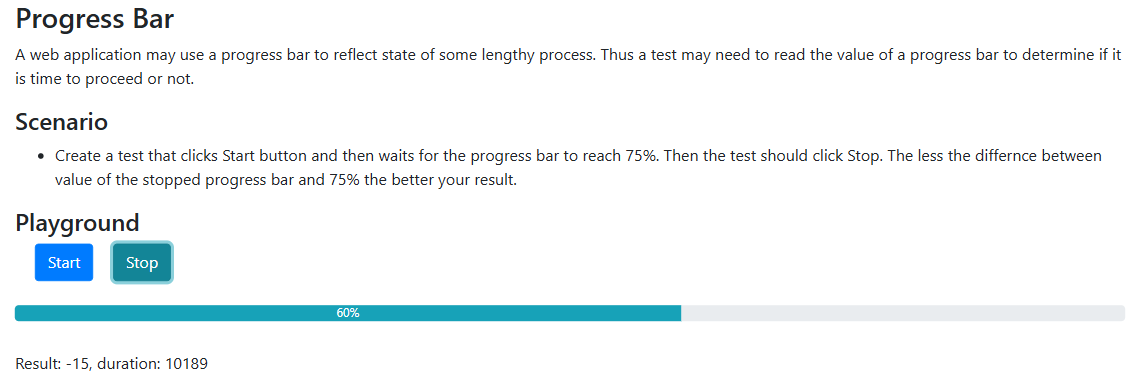 Progress Bar
A web application may use a progress bar to reflect state of some lengthy process. Thus a test may need to read the value of a progress bar to determine if it
is time to proceed or not.
Scenario
• Create a test that clicks Start button and then waits for the progress bar to reach 75%. Then the test should click Stop. The less the differnce between
value of the stopped progress bar and 75% the better your result.
Playground
Start Stop
60%
Result: -15, duration: 10189